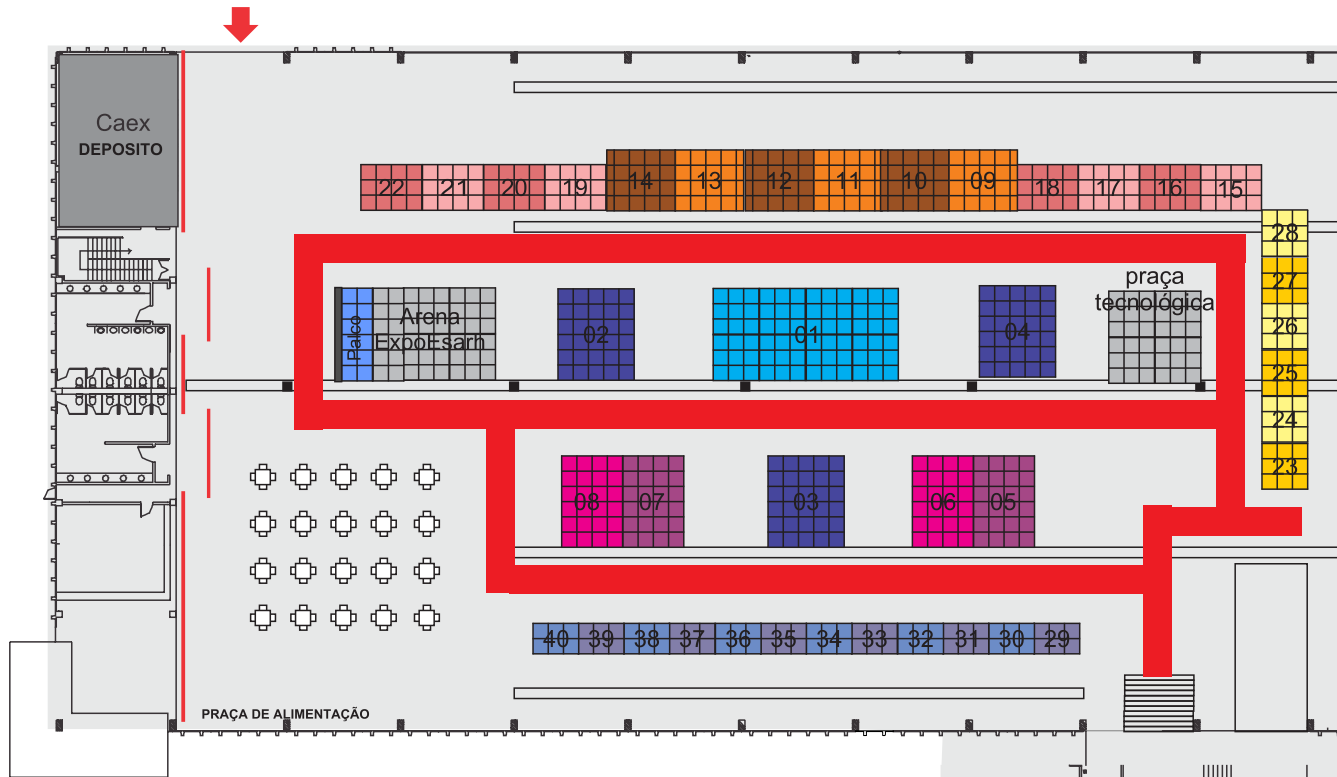 Caex
DEPOSITO
22 21 20 19 14 13 12 11 10 09 18 17 16 15
28
27
26
25
24
23
praça
tecnológica
Palco
Arena
ExpoEsarh
02
01
04
08
07
03
06
05
40 39 38 37 36 35 34 33 32 31 30 29
PRAÇA DE ALIMENTAÇÃO